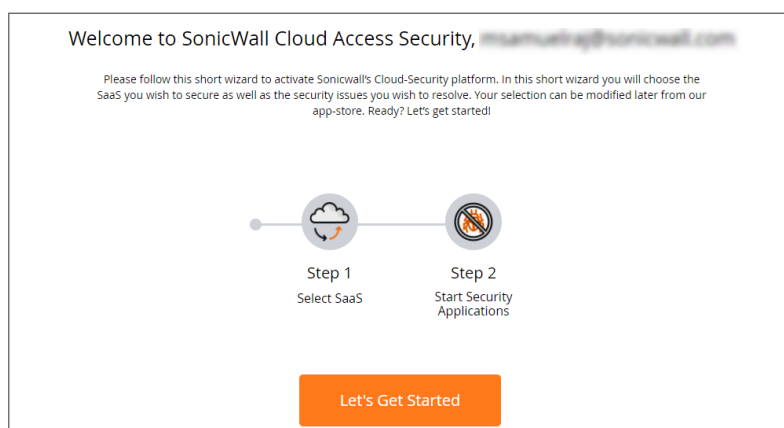 Welcome to SonicWall Cloud Access Security,
Please follow this short wizard to activate Sonicwall's Cloud-Security platform. In this short wizard you will choose the
SaaS you wish to secure as well as the security issues you wish to resolve. Your selection can be modified later from our
app-store. Ready? Let's get started!
Step 1
Select SaaS
Step 2
Start Security
Applications
Let's Get Started